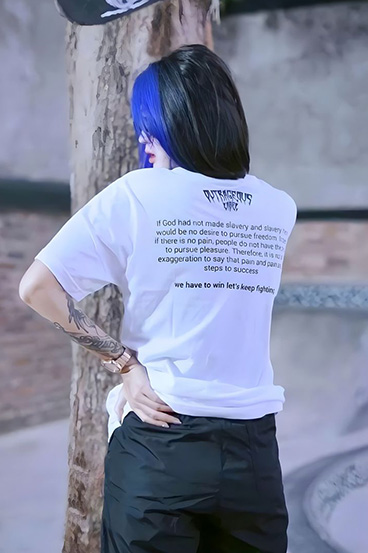 OUTRAGEOUS
If God had not made slavery and slavery
would be no desire to pursue freedom.
if there is no pain, people do not have the
to pursue pleasure. Therefore, it is
exaggeration to say that pain and pain
steps to success
we have to win let's keep fighting